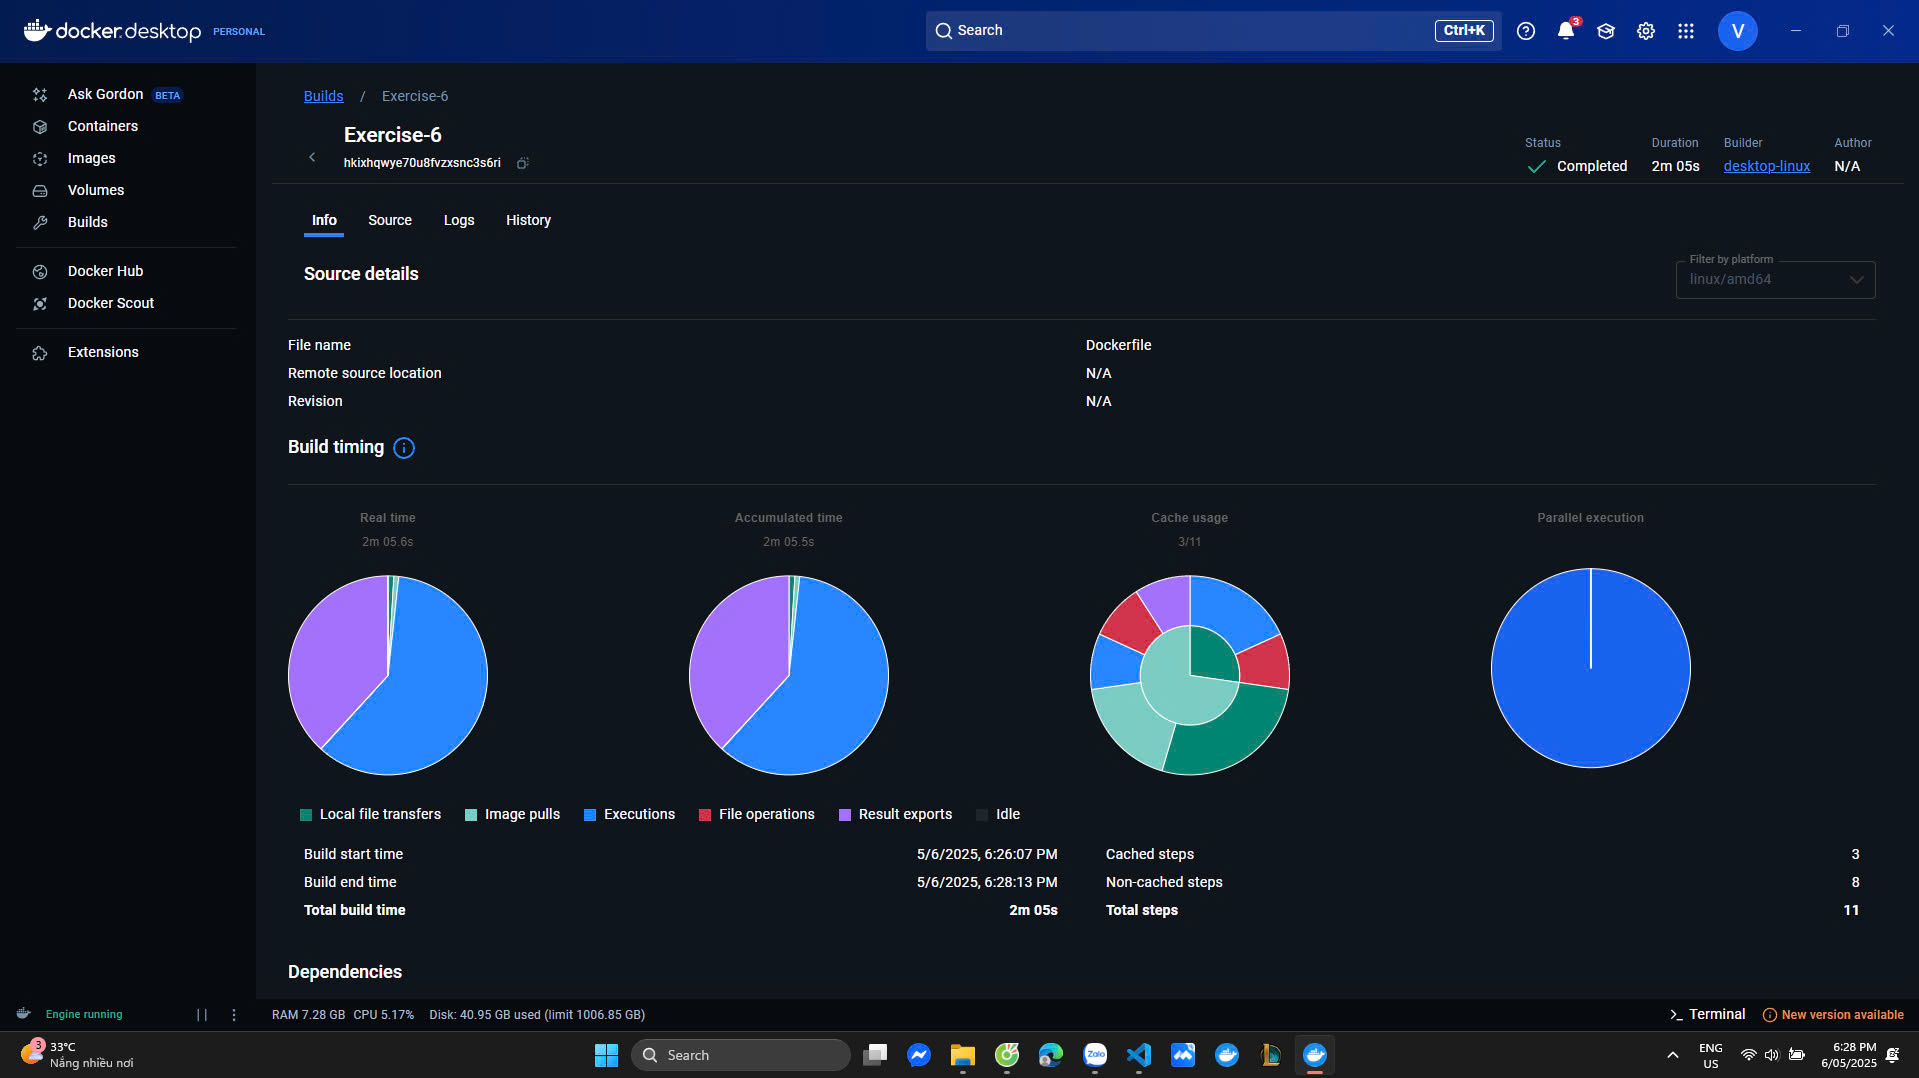 docker desktop PERSONAL
Search Ctrl+K
3
V
Ask Gordon BETA
Containers
Images
Volumes
Builds
Docker Hub
Docker Scout
Extensions
Builds / Exercise-6
Exercise-6
hkixhqwye70u8fvzxsnc3s6ri
Status Duration Builder Author
Completed 2m 05s desktop-linux N/A
Info Source Logs History
Source details
Filter by platform
linux/amd64
File name Dockerfile
Remote source location N/A
Revision N/A
Build timing
Real time Accumulated time Cache usage Parallel execution
2m 05.6s 2m 05.5s 3/11
Local file transfers Image pulls Executions File operations Result exports Idle
Build start time 5/6/2025, 6:26:07 PM Cached steps 3
Build end time 5/6/2025, 6:28:13 PM Non-cached steps 8
Total build time 2m 05s Total steps 11
Dependencies
Engine running RAM 7.28 GB CPU 5.17% Disk: 40.95 GB used (limit 1006.85 GB) Terminal New version available
3 33°C
Nắng nhiều nơi
Search
Zalo
ENG
US
6:28 PM
6/05/2025